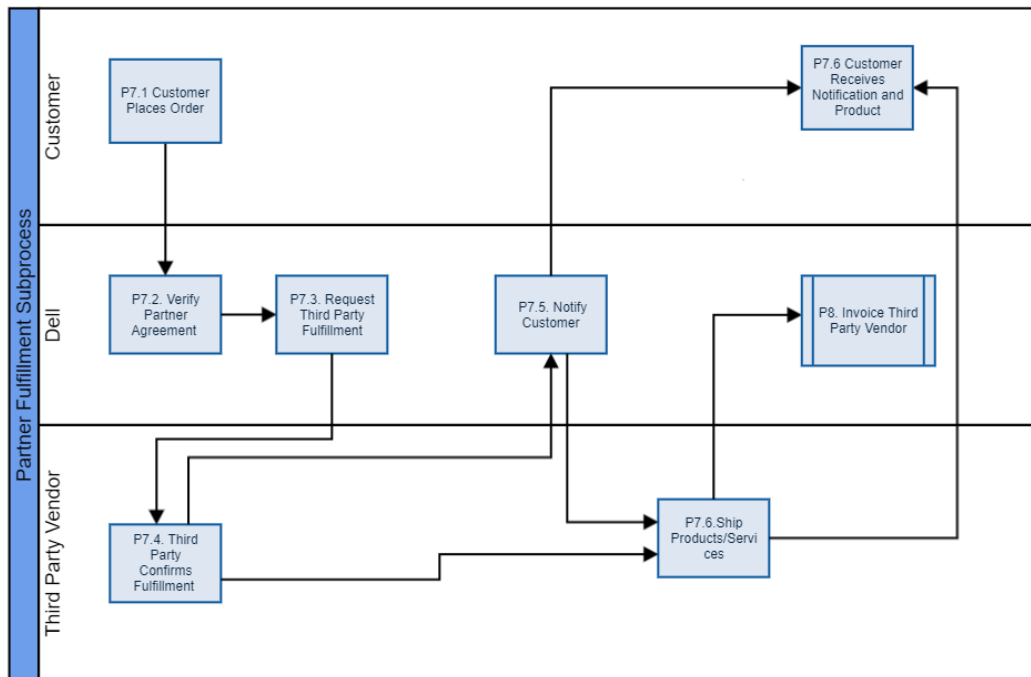 Partner Fulfillment Subprocess
Customer
P7.1 Customer
Places Order
P7.6 Customer
Receives
Notification and
Product
Dell
P7.2. Verify
Partner
Agreement
P7.3. Request
Third Party
Fulfillment
P7.5. Notify
Customer
P8. Invoice Third
Party Vendor
Third Party Vendor
P7.4. Third
Party
Confirms
Fulfillment
P7.6.Ship
Products/Servi
ces